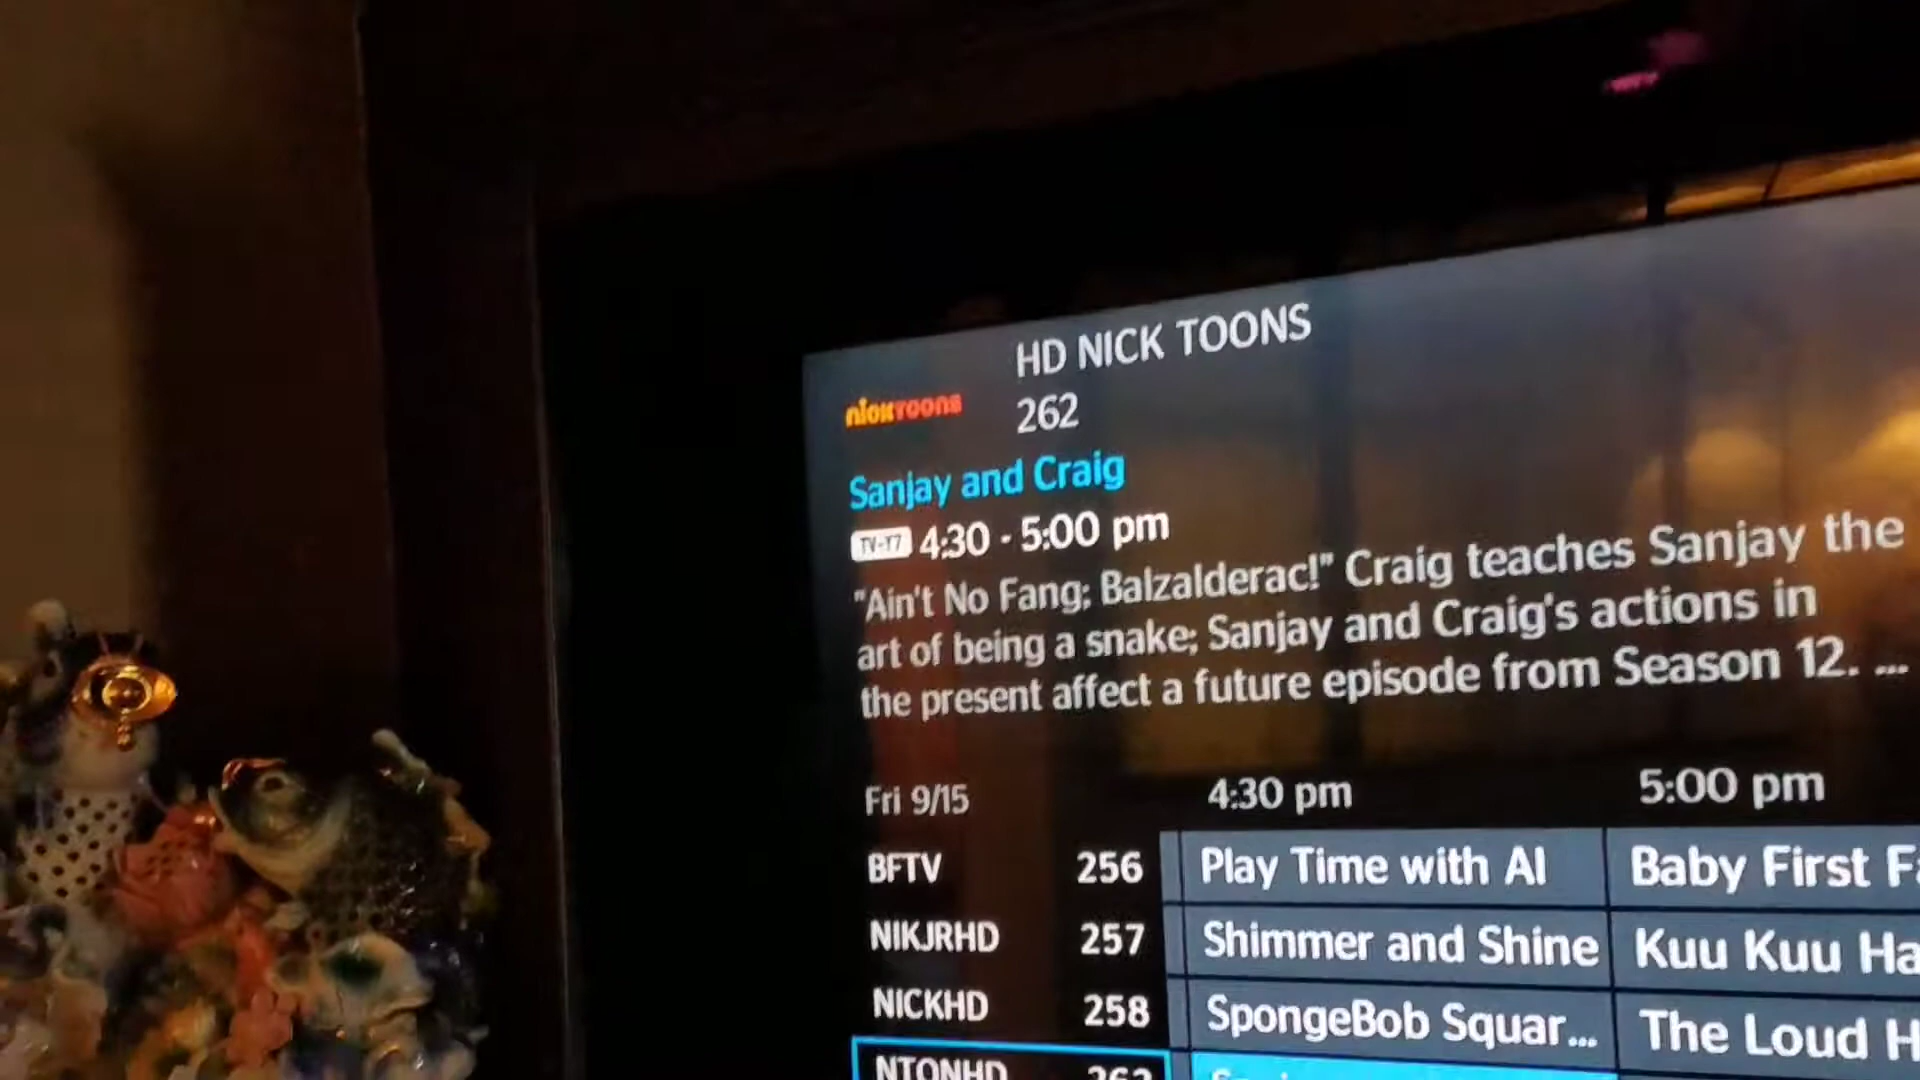 HD NICK TOONS
nicktoons
262
Sanjay and Craig
TV-Y7 4:30 - 5:00 pm
"Ain't No Fang; Balzalderac!" Craig teaches Sanjay the
art of being a snake; Sanjay and Craig's actions in
the present affect a future episode from Season 12. ...
Fri 9/15 4:30 pm 5:00 pm
BFTV 256 Play Time with Al Baby First F
NIKJRHD 257 Shimmer and Shine Kuu Kuu Ha
NICKHD 258 SpongeBob Squar... The Loud H
NTONHD 262